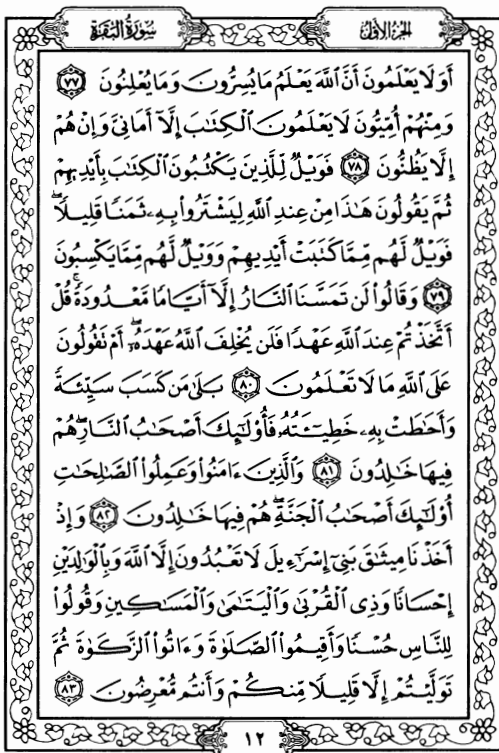 سُورَةُ البَقَرَةِ
الجُزْءُ الأَوَّلُ
أَوَلَا يَعْلَمُونَ أَنَّ ٱللَّهَ يَعْلَمُ مَا يُسِرُّونَ وَمَا يُعْلِنُونَ ٧٧
وَمِنْهُمْ أُمِّيُّونَ لَا يَعْلَمُونَ ٱلْكِتَٰبَ إِلَّآ أَمَانِىَّ وَإِنْ هُمْ
إِلَّا يَظُنُّونَ ٧٨ فَوَيْلٌ لِّلَّذِينَ يَكْتُبُونَ ٱلْكِتَٰبَ بِأَيْدِيهِمْ
ثُمَّ يَقُولُونَ هَٰذَا مِنْ عِندِ ٱللَّهِ لِيَشْتَرُوا۟ بِهِۦ ثَمَنًا قَلِيلًا ۖ
فَوَيْلٌ لَّهُم مِّمَّا كَتَبَتْ أَيْدِيهِمْ وَوَيْلٌ لَّهُم مِّمَّا يَكْسِبُونَ
٧٩ وَقَالُوا۟ لَن تَمَسَّنَا ٱلنَّارُ إِلَّآ أَيَّامًا مَّعْدُودَةً ۚ قُلْ
أَتَّخَذْتُمْ عِندَ ٱللَّهِ عَهْدًا فَلَن يُخْلِفَ ٱللَّهُ عَهْدَهُۥٓ ۖ أَمْ تَقُولُونَ
عَلَى ٱللَّهِ مَا لَا تَعْلَمُونَ ٨٠ بَلَىٰ مَن كَسَبَ سَيِّئَةً
وَأَحَٰطَتْ بِهِۦ خَطِيٓـَٔتُهُۥ فَأُو۟لَٰٓئِكَ أَصْحَٰبُ ٱلنَّارِ ۖ هُمْ
فِيهَا خَٰلِدُونَ ٨١ وَٱلَّذِينَ ءَامَنُوا۟ وَعَمِلُوا۟ ٱلصَّٰلِحَٰتِ
أُو۟لَٰٓئِكَ أَصْحَٰبُ ٱلْجَنَّةِ ۖ هُمْ فِيهَا خَٰلِدُونَ ٨٢ وَإِذْ
أَخَذْنَا مِيثَٰقَ بَنِىٓ إِسْرَٰٓءِيلَ لَا تَعْبُدُونَ إِلَّا ٱللَّهَ وَبِٱلْوَٰلِدَيْنِ
إِحْسَانًا وَذِى ٱلْقُرْبَىٰ وَٱلْيَتَٰمَىٰ وَٱلْمَسَٰكِينِ وَقُولُوا۟
لِلنَّاسِ حُسْنًا وَأَقِيمُوا۟ ٱلصَّلَوٰةَ وَءَاتُوا۟ ٱلزَّكَوٰةَ ثُمَّ
تَوَلَّيْتُمْ إِلَّا قَلِيلًا مِّنكُمْ وَأَنتُم مُّعْرِضُونَ ٨٣
١٢